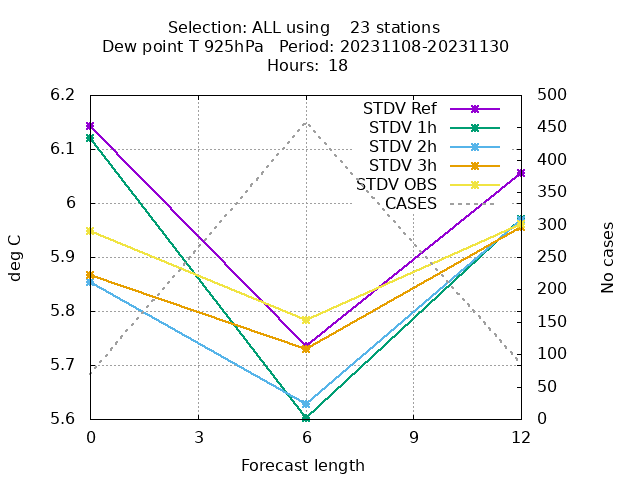 Selection: ALL using    23 stations
Dew point T 925hPa   Period: 20231108-20231130
Hours:  18
6.2
6.1
6
5.9
5.8
5.7
5.6
deg C
500
450
400
350
300
250
200
150
100
50
0
No cases
STDV Ref
STDV 1h
STDV 2h
STDV 3h
STDV OBS
CASES
0 3 6 9 12
Forecast length